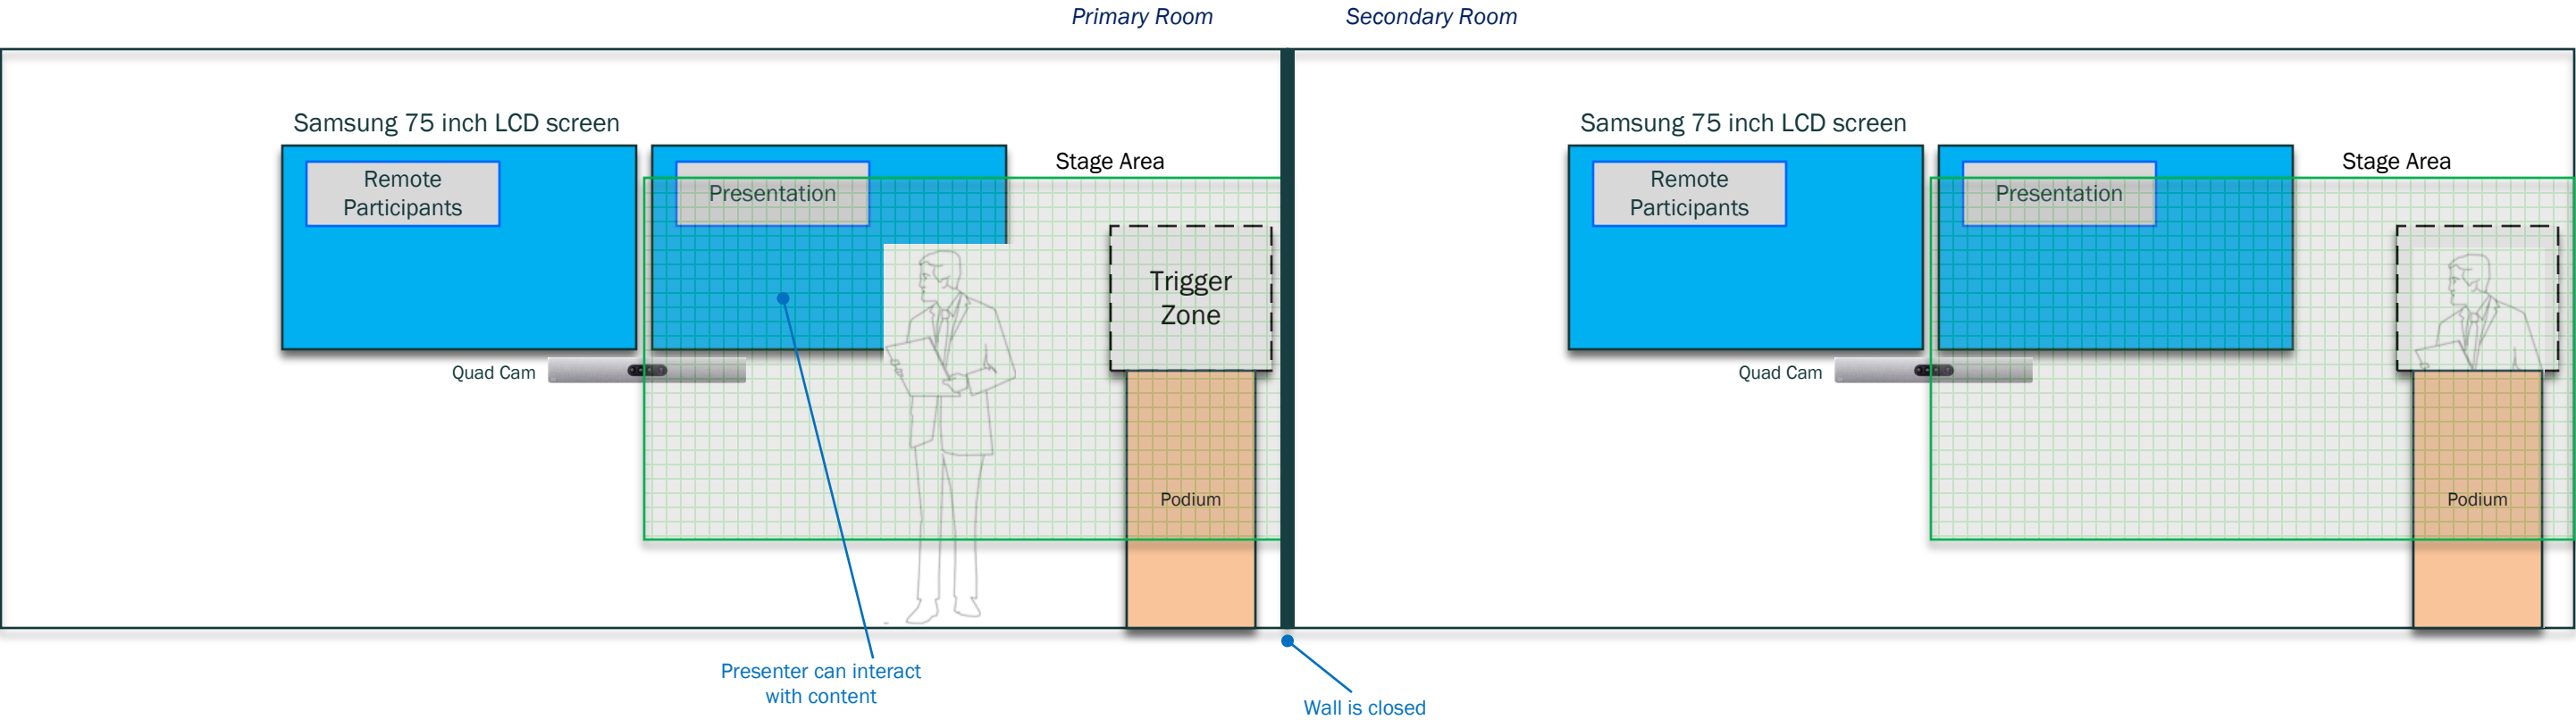 Primary Room
Secondary Room
Samsung 75 inch LCD screen
Stage Area
Remote
Participants
Presentation
Trigger
Zone
Quad Cam
Podium
Presenter can interact
with content
Samsung 75 inch LCD screen
Stage Area
Remote
Participants
Presentation
Quad Cam
Podium
Wall is closed